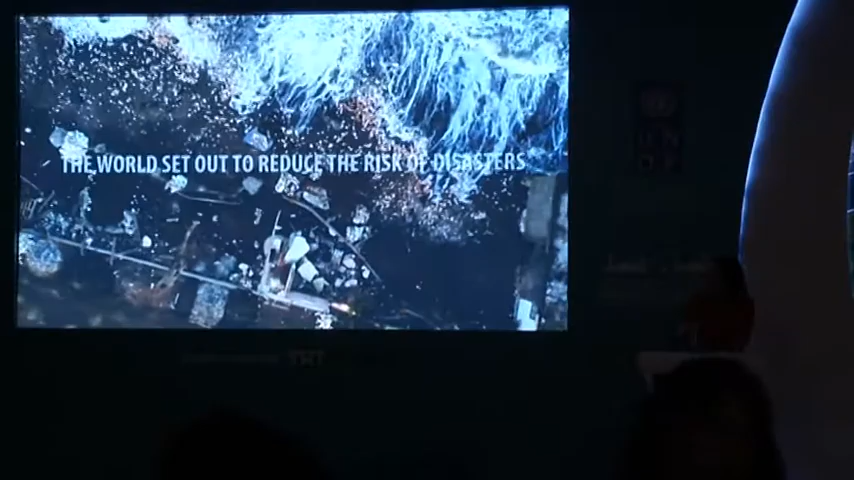 THE WORLD SET OUT TO REDUCE THE RISK OF DISASTERS